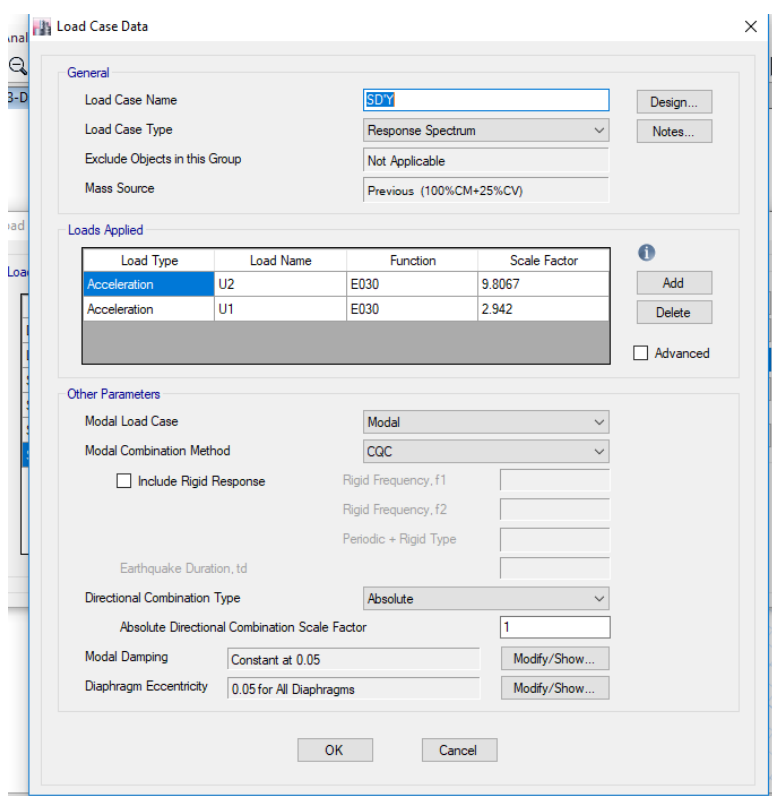 Load Case Data
General
Load Case Name SD'Y Design...
Load Case Type Response Spectrum Notes...
Exclude Objects in this Group Not Applicable
Mass Source Previous (100%CM+25%CV)
Loads Applied
Load Type Load Name Function Scale Factor
Acceleration U2 E030 9.8067 Add
Acceleration U1 E030 2.942 Delete
Advanced
Other Parameters
Modal Load Case Modal
Modal Combination Method CQC
Include Rigid Response Rigid Frequency, f1
Rigid Frequency, f2
Periodic + Rigid Type
Earthquake Duration, td
Directional Combination Type Absolute
Absolute Directional Combination Scale Factor 1
Modal Damping Constant at 0.05 Modify/Show...
Diaphragm Eccentricity 0.05 for All Diaphragms Modify/Show...
OK Cancel